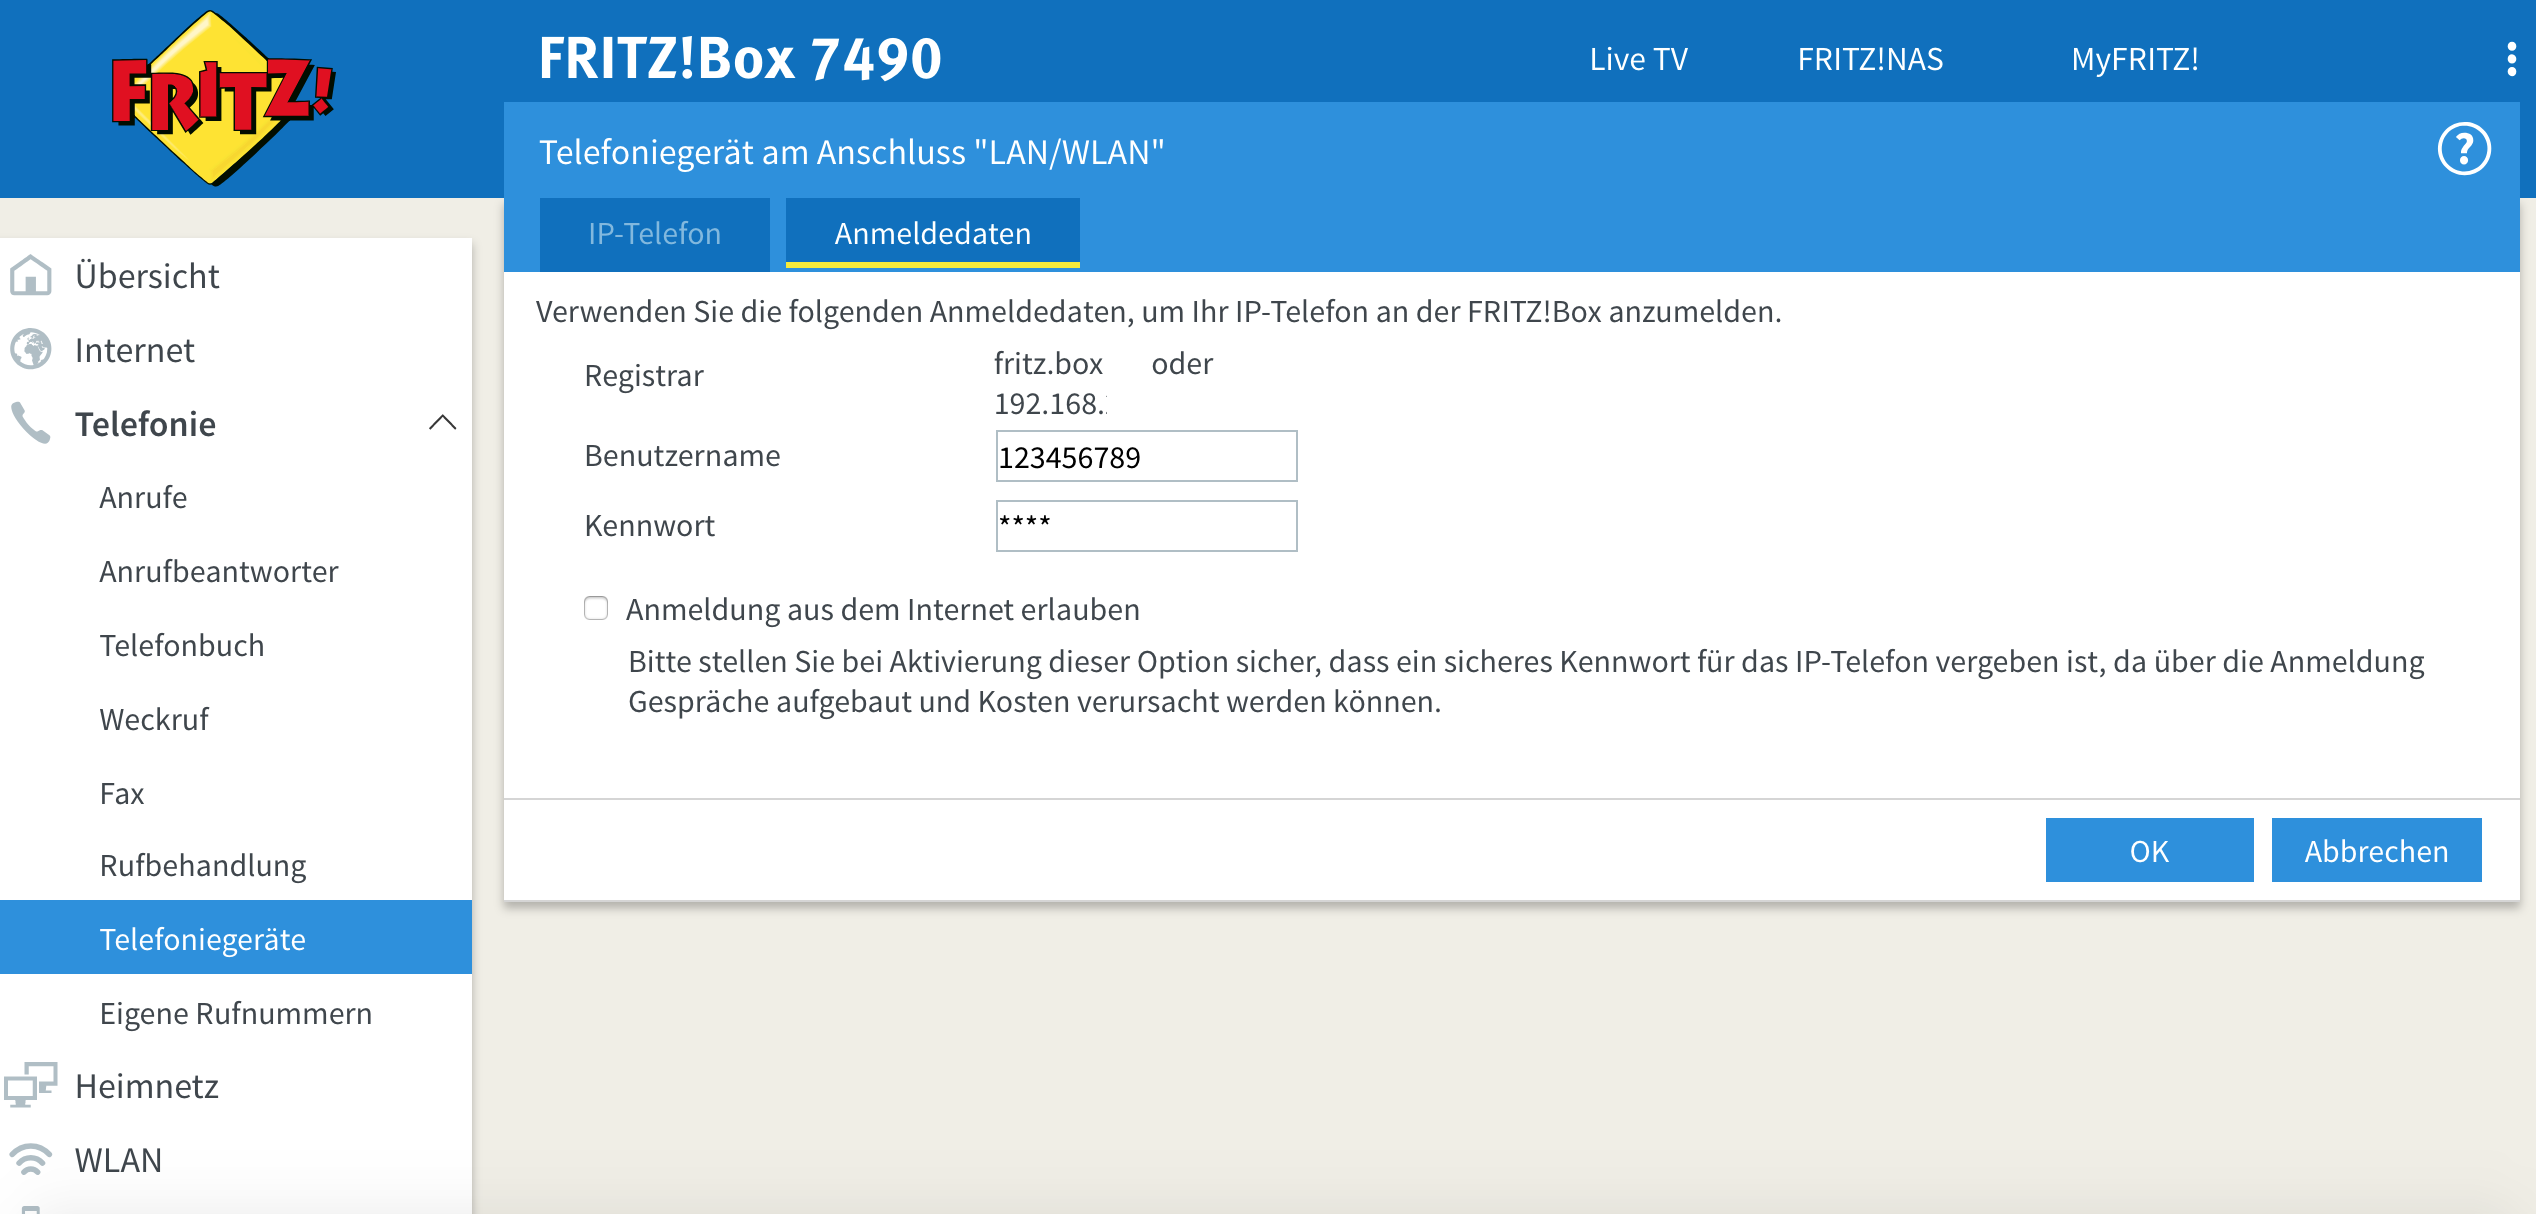 FRITZ!
FRITZ!Box 7490
Live TV
FRITZ!NAS
MyFRITZ!
Telefoniegerät am Anschluss "LAN/WLAN"
?
IP-Telefon
Anmeldedaten
Übersicht
Internet
Telefonie
Anrufe
Anrufbeantworter
Telefonbuch
Weckruf
Fax
Rufbehandlung
Telefoniegeräte
Eigene Rufnummern
Heimnetz
WLAN
Verwenden Sie die folgenden Anmeldedaten, um Ihr IP-Telefon an der FRITZ!Box anzumelden.
Registrar
fritz.box oder
192.168.
Benutzername
123456789
Kennwort
****
Anmeldung aus dem Internet erlauben
Bitte stellen Sie bei Aktivierung dieser Option sicher, dass ein sicheres Kennwort für das IP-Telefon vergeben ist, da über die Anmeldung
Gespräche aufgebaut und Kosten verursacht werden können.
OK
Abbrechen